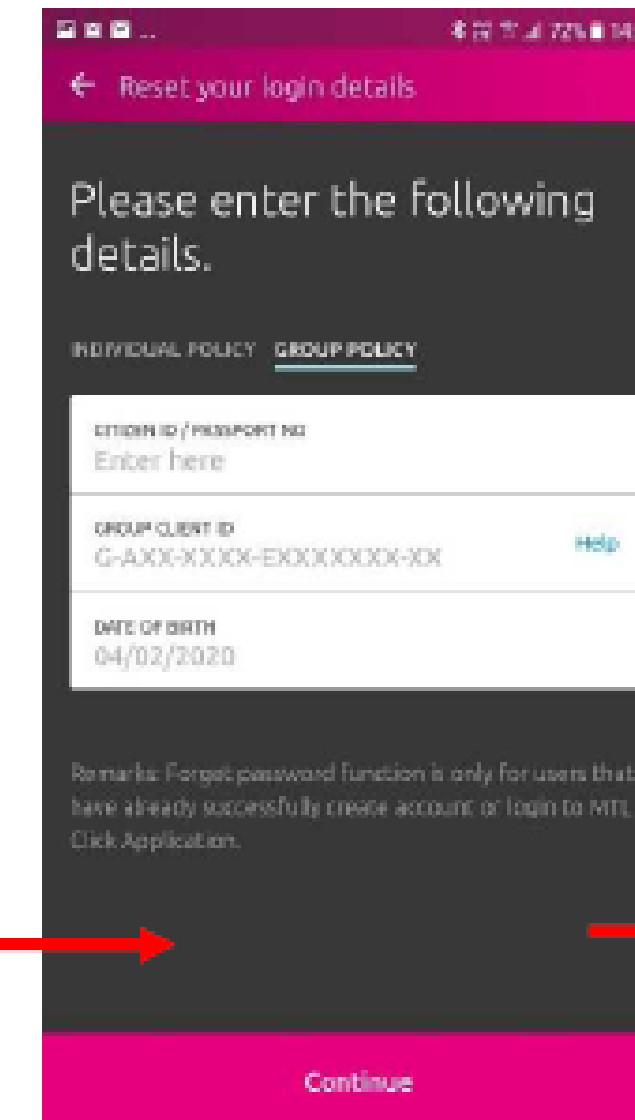 72% 14
Reset your login details
Please enter the following
details.
INDIVIDUAL POLICY GROUP POLICY
CITIZEN ID / PASSPORT NO
Enter here
GROUP CLIENT ID
G-AXX-XXXX-EXXXXXXX-XX Help
DATE OF BIRTH
04/02/2020
Remarks: Forget password function is only for users that
have already successfully create account or login to MTL
Click Application.
Continue